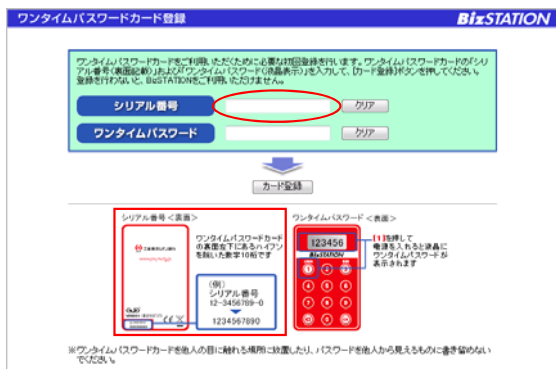 ワンタイムパスワードカード登録
BizSTATION
ワンタイムパスワードカードをご利用いただくために必要な初回登録を行います。ワンタイムパスワードカードの「シリ
アル番号(裏面記載)」および「ワンタイムパスワード(液晶表示)」を入力して、[カード登録]ボタンを押してください。
登録を行わないと、BizSTATIONをご利用いただけません。
シリアル番号
クリア
ワンタイムパスワード
クリア
カード登録
シリアル番号<裏面>
ワンタイムパスワードカード
の裏面左下にあるハイフン
を除いた数字10桁です
(例)
シリアル番号
12-3456789-0
1234567890
ワンタイムパスワード<表面>
123456
BizSTATION
[1]を押して
電源を入れると液晶に
ワンタイムパスワードが
表示されます
※ワンタイムパスワードカードを他人の目に触れる場所に放置したり、パスワードを他人から見えるものに書き留めない
でください。